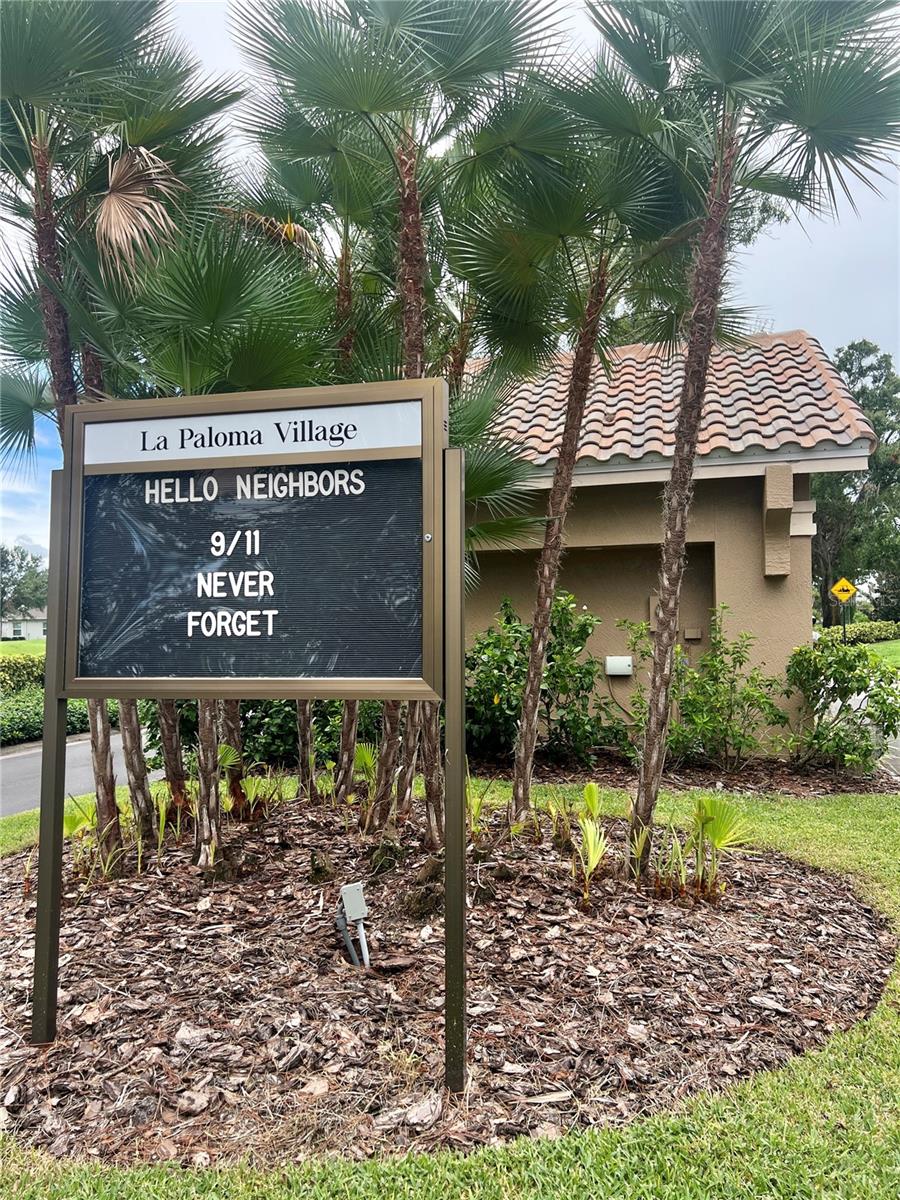 La Paloma Village
HELLO NEIGHBORS
9/11
NEVER
FORGET